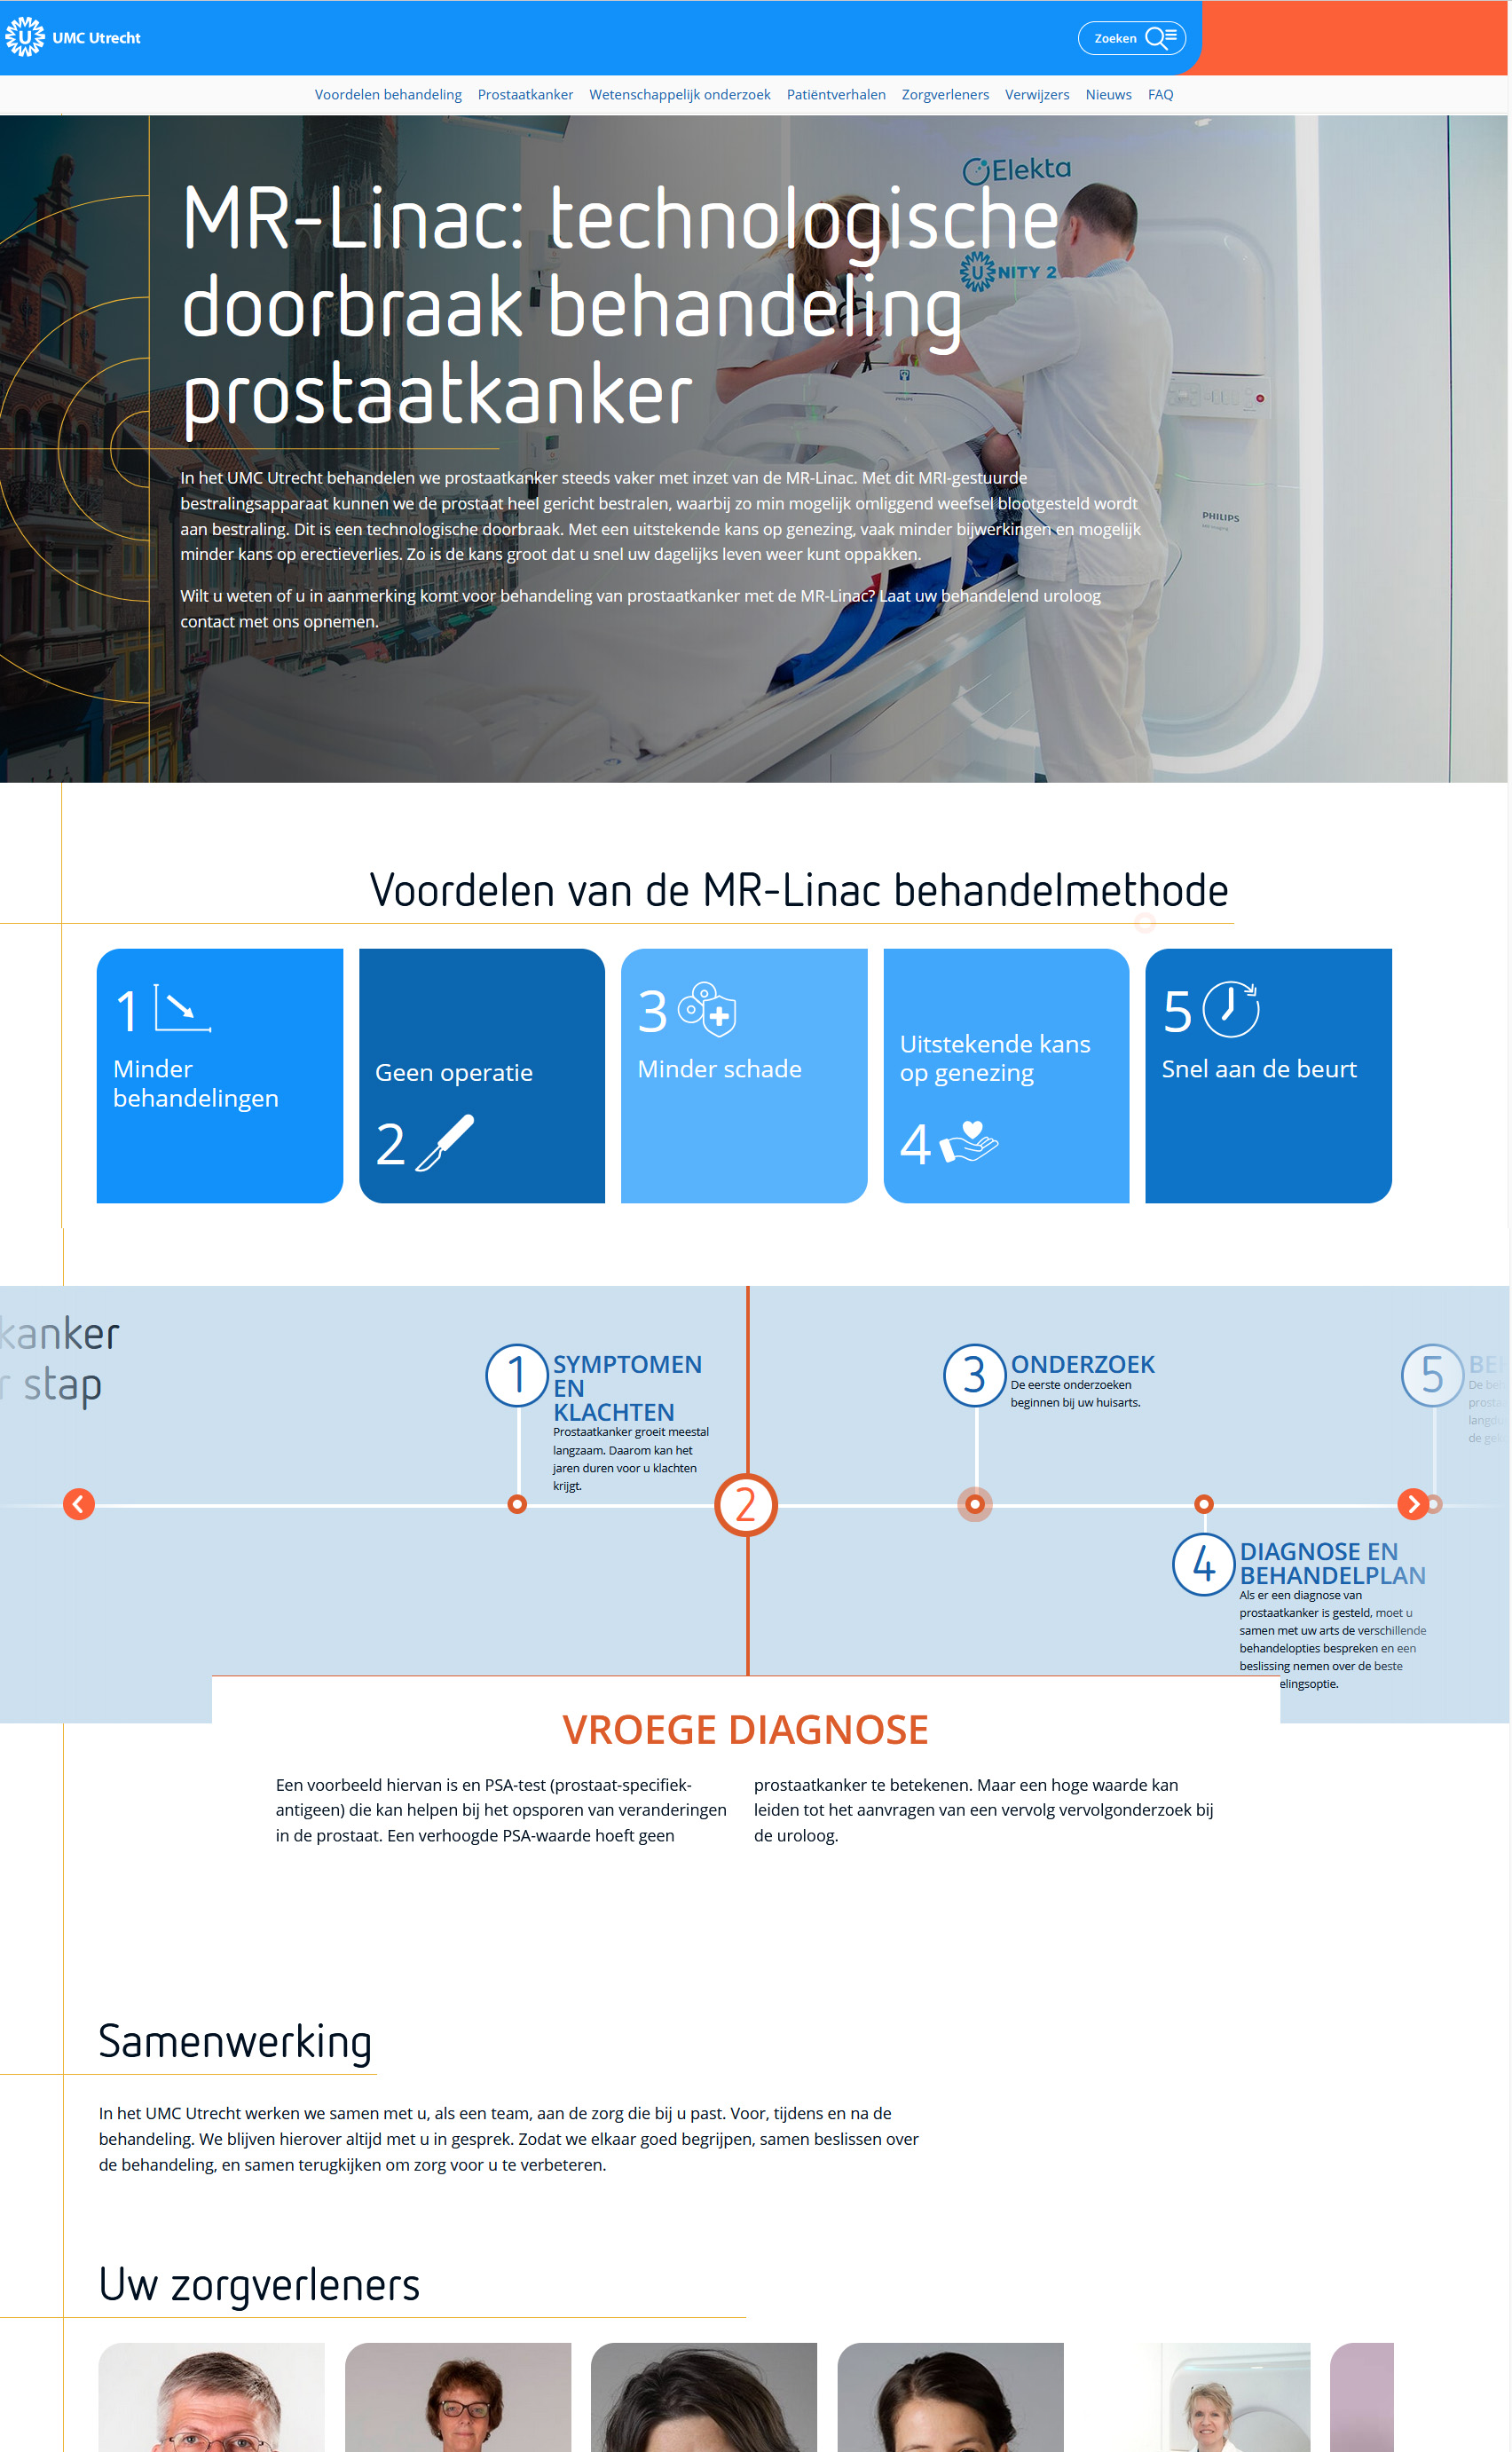 UMC Utrecht
Zoeken
Voordelen behandeling Prostaatkanker Wetenschappelijk onderzoek Patiëntverhalen Zorgverleners Verwijzers Nieuws FAQ
Elekta
UNITY 2
PHILIPS
MR-Linac: technologische
doorbraak behandeling
prostaatkanker
In het UMC Utrecht behandelen we prostaatkanker steeds vaker met inzet van de MR-Linac. Met dit MRI-gestuurde
bestralingsapparaat kunnen we de prostaat heel gericht bestralen, waarbij zo min mogelijk omliggend weefsel blootgesteld wordt
aan bestraling. Dit is een technologische doorbraak. Met een uitstekende kans op genezing, vaak minder bijwerkingen en mogelijk
minder kans op erectieverlies. Zo is de kans groot dat u snel uw dagelijks leven weer kunt oppakken.
Wilt u weten of u in aanmerking komt voor behandeling van prostaatkanker met de MR-Linac? Laat uw behandelend uroloog
contact met ons opnemen.
Voordelen van de MR-Linac behandelmethode
1
Minder
behandelingen
Geen operatie
2
3
Minder schade
Uitstekende kans
op genezing
4
5
Snel aan de beurt
kanker
r stap
1
SYMPTOMEN
EN
KLACHTEN
Prostaatkanker groeit meestal
langzaam. Daarom kan het
jaren duren voor u klachten
krijgt.
2
3
ONDERZOEK
De eerste onderzoeken
beginnen bij uw huisarts.
4
DIAGNOSE EN
BEHANDELPLAN
Als er een diagnose van
prostaatkanker is gesteld, moet u
samen met uw arts de verschillende
behandelopties bespreken en een
beslissing nemen over de beste
elingsoptie.
5
VROEGE DIAGNOSE
Een voorbeeld hiervan is en PSA-test (prostaat-specifiek-
antigeen) die kan helpen bij het opsporen van veranderingen
in de prostaat. Een verhoogde PSA-waarde hoeft geen
prostaatkanker te betekenen. Maar een hoge waarde kan
leiden tot het aanvragen van een vervolg vervolgonderzoek bij
de uroloog.
Samenwerking
In het UMC Utrecht werken we samen met u, als een team, aan de zorg die bij u past. Voor, tijdens en na de
behandeling. We blijven hierover altijd met u in gesprek. Zodat we elkaar goed begrijpen, samen beslissen over
de behandeling, en samen terugkijken om zorg voor u te verbeteren.
Uw zorgverleners